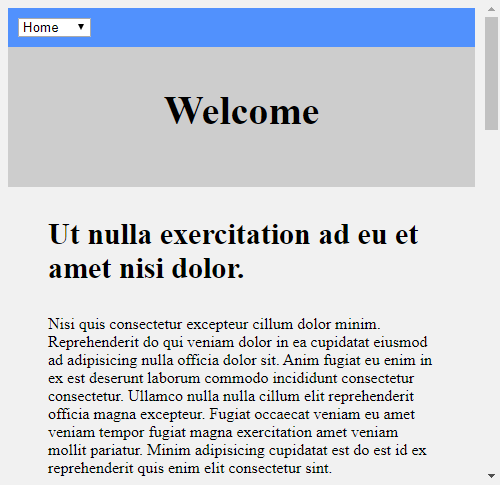 Home
Welcome
Ut nulla exercitation ad eu et
amet nisi dolor.
Nisi quis consectetur excepteur cillum dolor minim.
Reprehenderit do qui veniam dolor in ea cupidatat eiusmod
ad adipisicing nulla officia dolor sit. Anim fugiat eu enim in
ex est deserunt laborum commodo incididunt consectetur
consectetur. Ullamco nulla nulla cillum elit reprehenderit
officia magna excepteur. Fugiat occaecat veniam eu amet
veniam tempor fugiat magna exercitation amet veniam
mollit pariatur. Minim adipisicing cupidatat est do est id ex
reprehenderit quis enim elit consectetur sint.